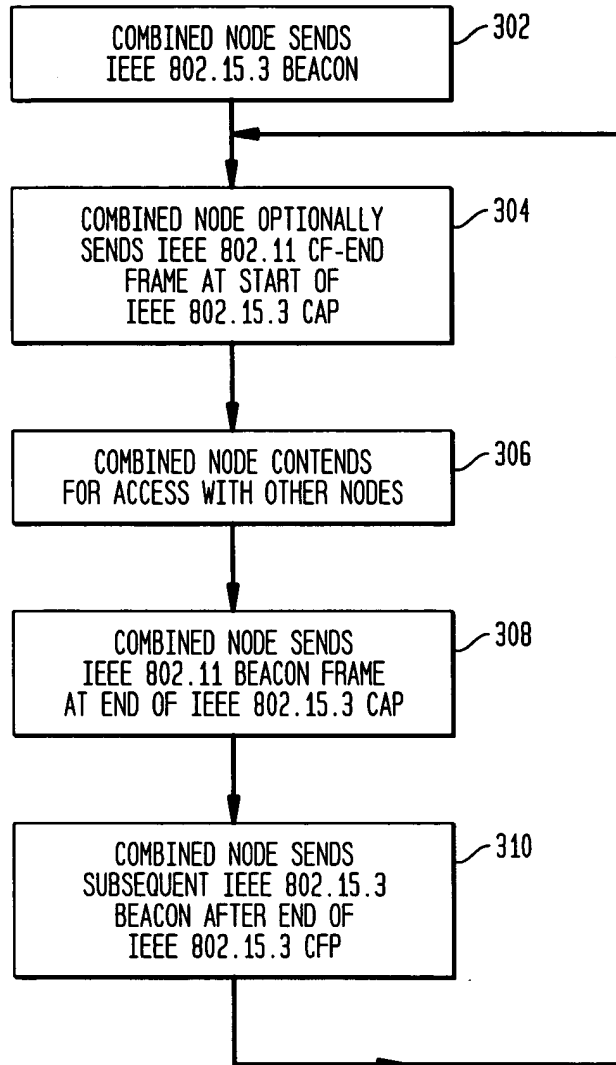 COMBINED NODE SENDS
IEEE 802.15.3 BEACON
302
COMBINED NODE OPTIONALLY
SENDS IEEE 802.11 CF-END
FRAME AT START OF
IEEE 802.15.3 CAP
304
COMBINED NODE CONTENDS
FOR ACCESS WITH OTHER NODES
306
COMBINED NODE SENDS
IEEE 802.11 BEACON FRAME
AT END OF IEEE 802.15.3 CAP
308
COMBINED NODE SENDS
SUBSEQUENT IEEE 802.15.3
BEACON AFTER END OF
IEEE 802.15.3 CFP
310